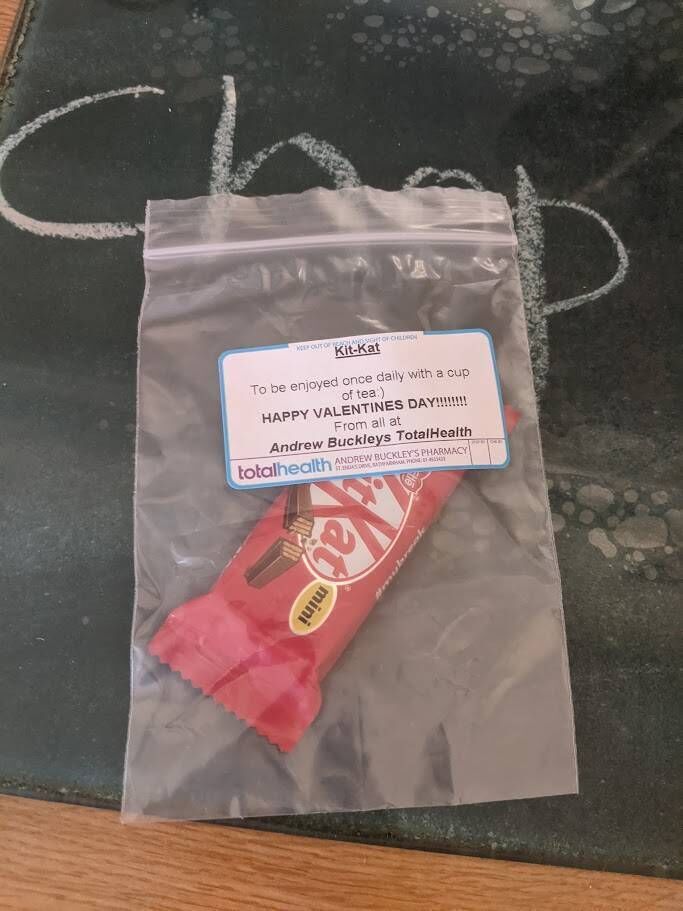 Chop
KEEP OUT OF REACH AND SIGHT OF CHILDREN
Kit-Kat
To be enjoyed once daily with a cup
of tea:)
HAPPY VALENTINES DAY!!!!!!!!
From all at
Andrew Buckleys TotalHealth
totalhealth ANDREW BUCKLEY'S PHARMACY
KitKat
mini